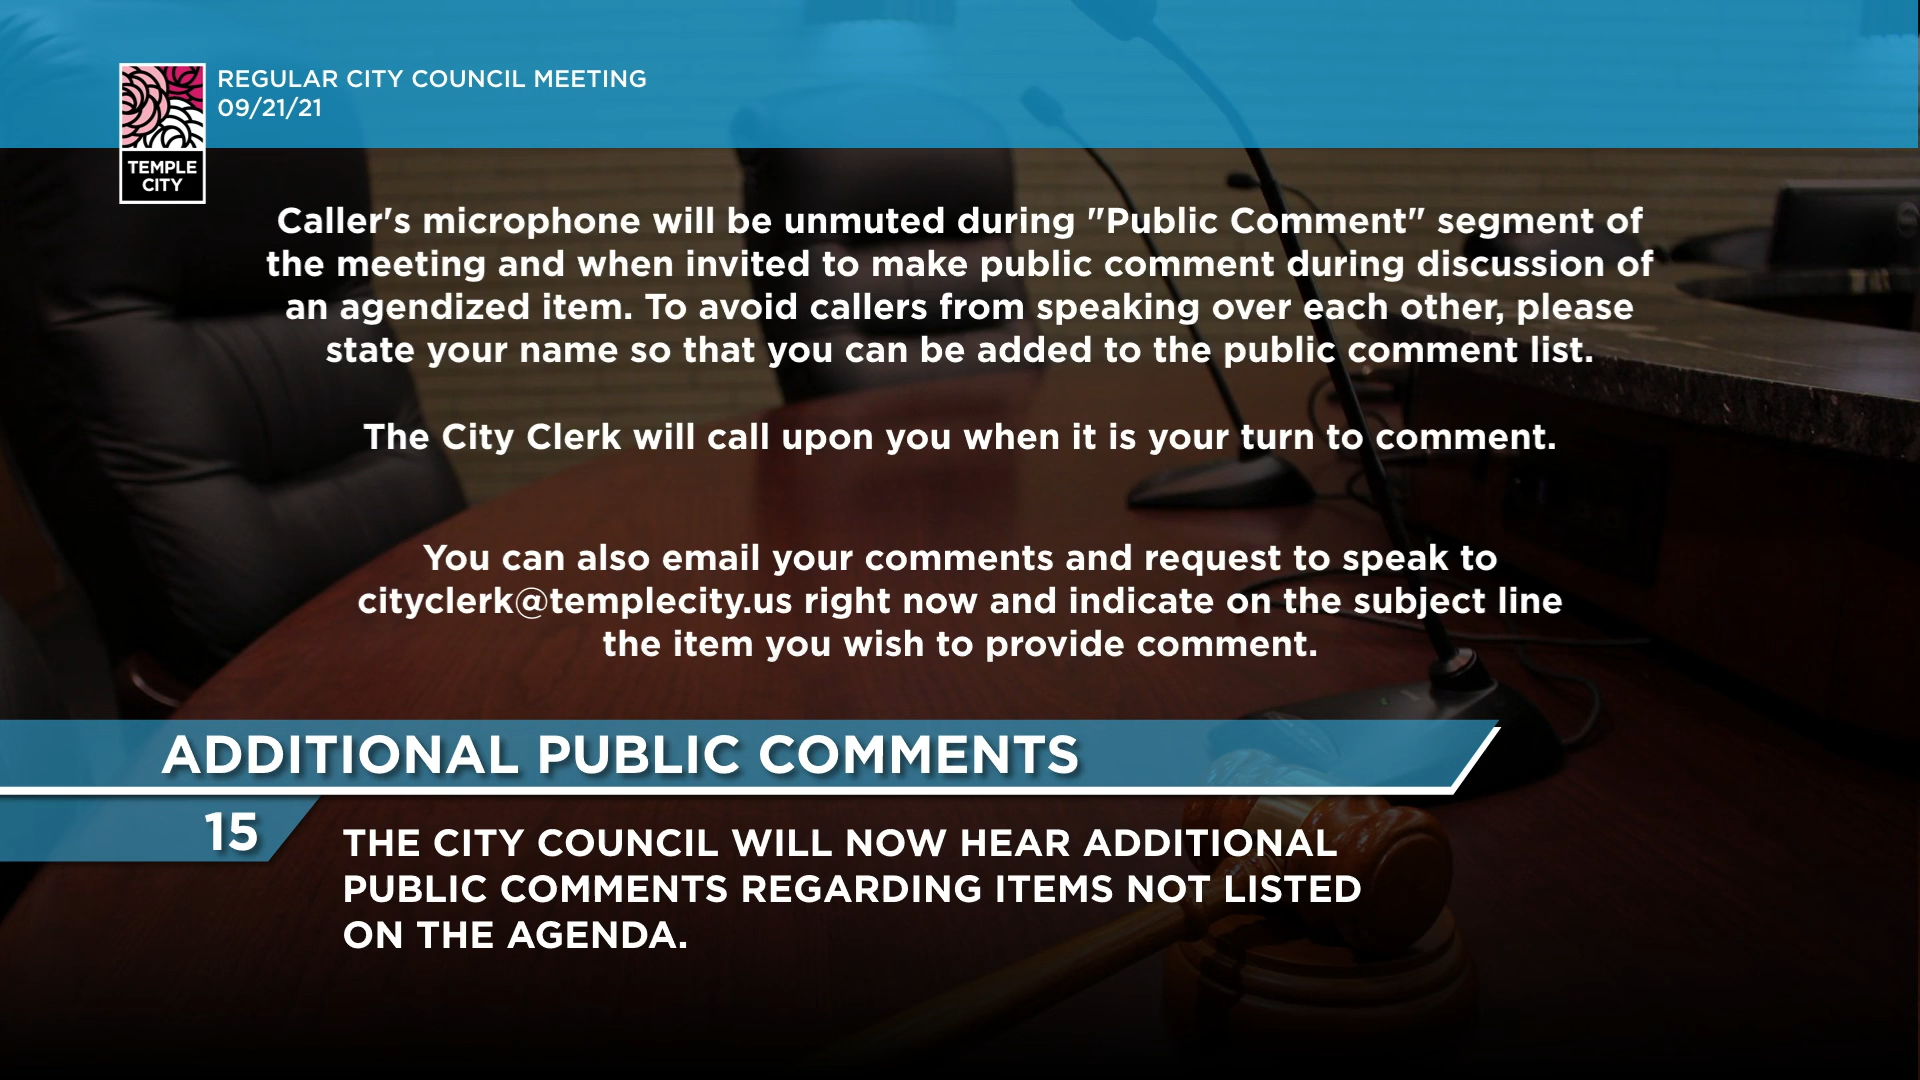 REGULAR CITY COUNCIL MEETING
09/21/21
TEMPLE
CITY
Caller's microphone will be unmuted during "Public Comment" segment of
the meeting and when invited to make public comment during discussion of
an agendized item. To avoid callers from speaking over each other, please
state your name so that you can be added to the public comment list.
The City Clerk will call upon you when it is your turn to comment.
You can also email your comments and request to speak to
cityclerk@templecity.us right now and indicate on the subject line
the item you wish to provide comment.
ADDITIONAL PUBLIC COMMENTS
15
THE CITY COUNCIL WILL NOW HEAR ADDITIONAL
PUBLIC COMMENTS REGARDING ITEMS NOT LISTED
ON THE AGENDA.